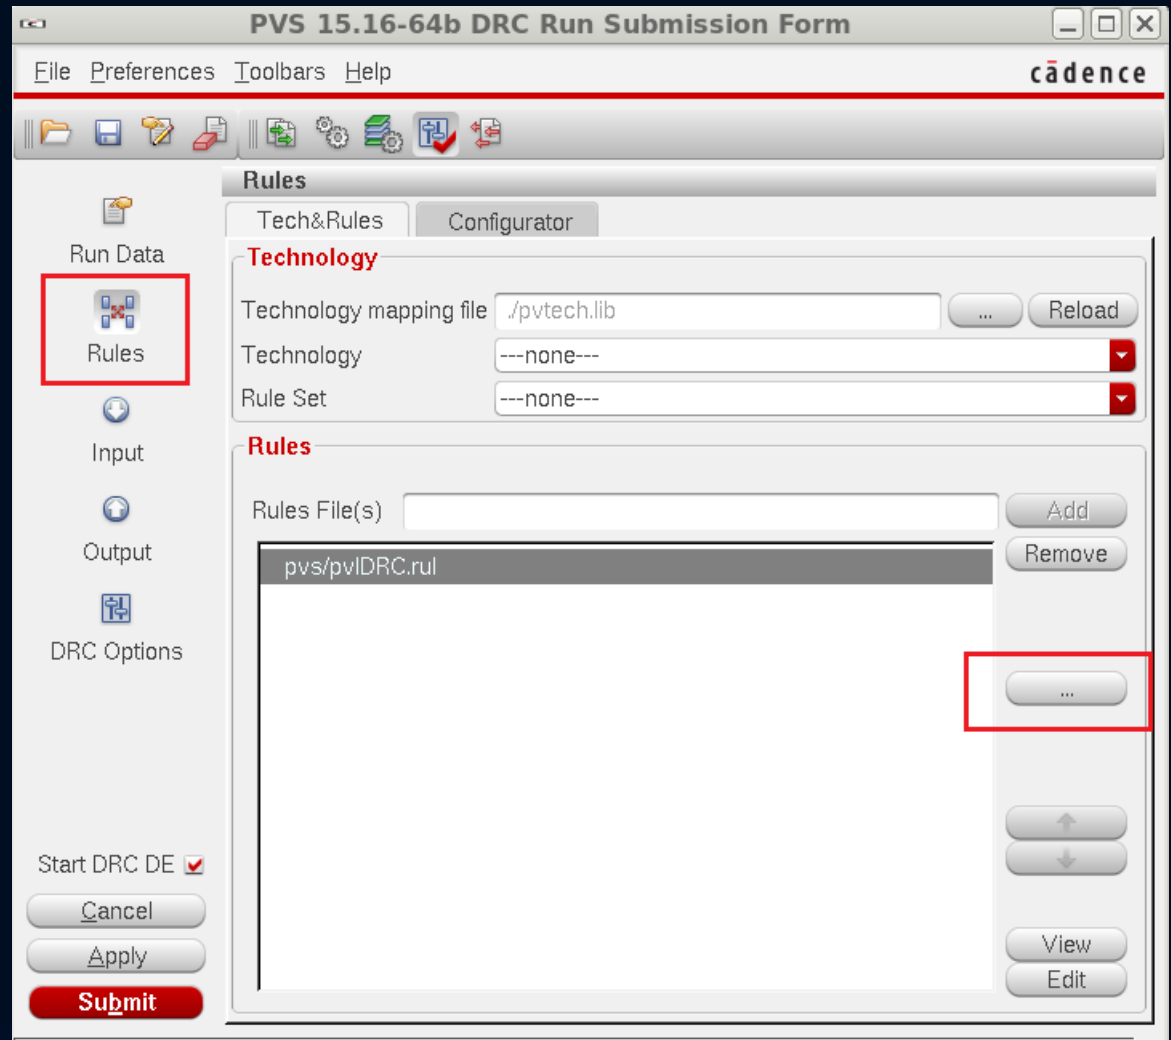 PVS 15.16-64b DRC Run Submission Form
File Preferences Toolbars Help
cādence
Rules
Tech&Rules Configurator
Run Data
Technology
Technology mapping file ./pvtech.lib ... Reload
Rules
Technology ---none---
Rule Set ---none---
Input
Rules
Rules File(s) Add
Output
Remove
pvs/pvlDRC.rul
DRC Options
...
Start DRC DE
Cancel
Apply
View
Edit
Submit